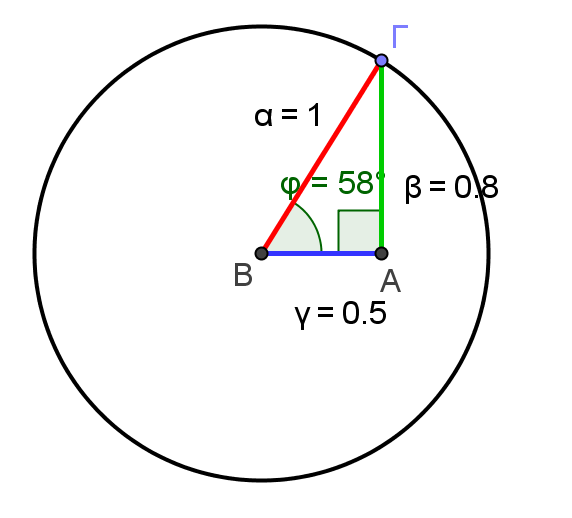 Γ
α = 1
φ = 58°
β = 0.8
Β
Α
γ = 0.5